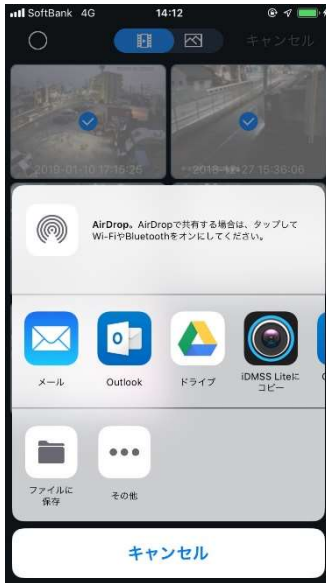 SoftBank 4G 14:12
キャンセル
2019-01-10 17:15:26
27 15:36:06
AirDrop。AirDropで共有する場合は、タップして
Wi-FiやBluetoothをオンにしてください。
メール
Outlook
ドライブ
iDMSS Liteに
コピー
ファイルに
保存
その他
キャンセル